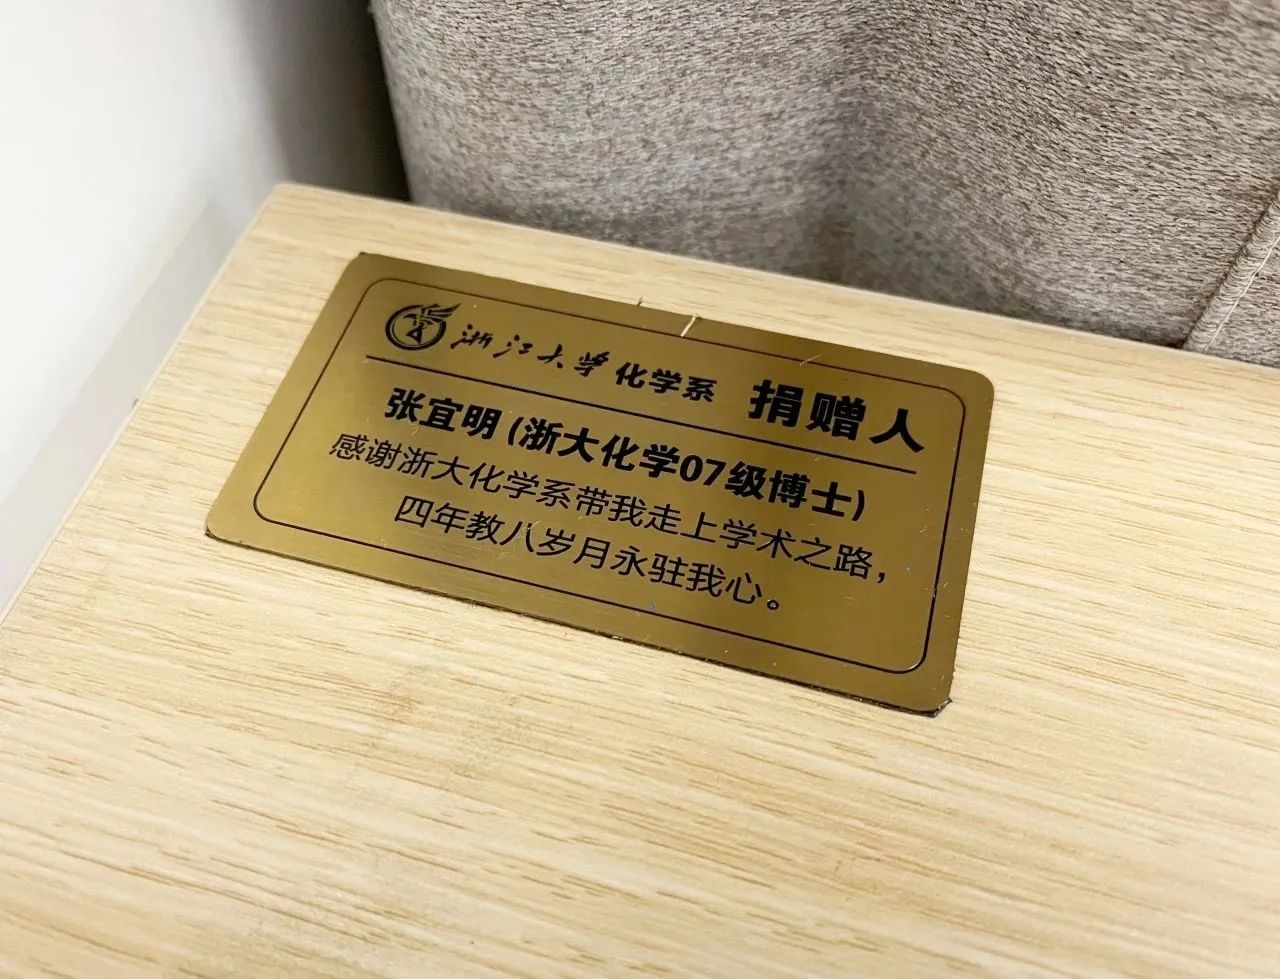 浙江大学 化学系 捐赠人
张宜明 (浙大化学07级博士)
感谢浙大化学系带我走上学术之路，
四年教八岁月永驻我心。